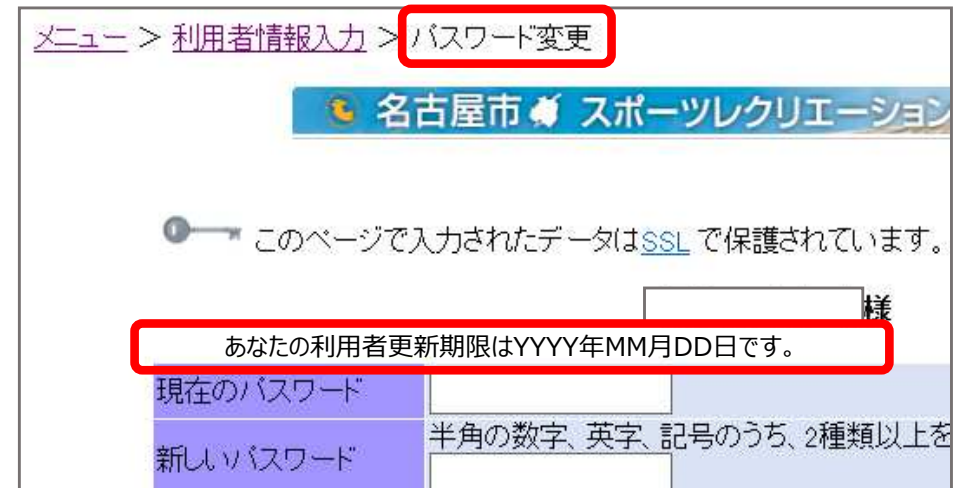 メニュー > 利用者情報入力 > パスワード変更
名古屋市 スポーツレクリエーション
このページで入力されたデータはSSL で保護されています。
様
あなたの利用者更新期限はYYYY年MM月DD日です。
現在のパスワード
半角の数字、英字、記号のうち、2種類以上を
新しいパスワード